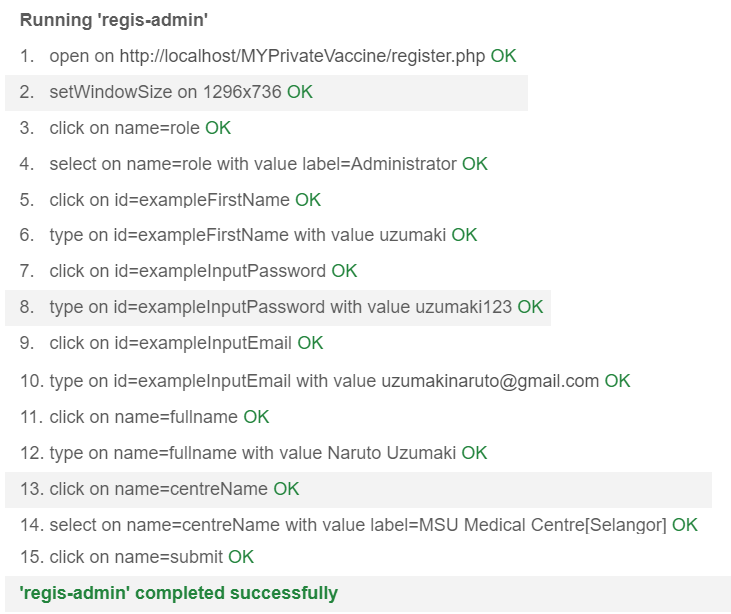 Running 'regis-admin'
1. open on http://localhost/MYPrivateVaccine/register.php OK
2. setWindowSize on 1296x736 OK
3. click on name=role OK
4. select on name=role with value label=Administrator OK
5. click on id=exampleFirstName OK
6. type on id=exampleFirstName with value uzumaki OK
7. click on id=exampleInputPassword OK
8. type on id=exampleInputPassword with value uzumaki123 OK
9. click on id=exampleInputEmail OK
10. type on id=exampleInputEmail with value uzumakinaruto@gmail.com OK
11. click on name=fullname OK
12. type on name=fullname with value Naruto Uzumaki OK
13. click on name=centreName OK
14. select on name=centreName with value label=MSU Medical Centre[Selangor] OK
15. click on name=submit OK
'regis-admin' completed successfully